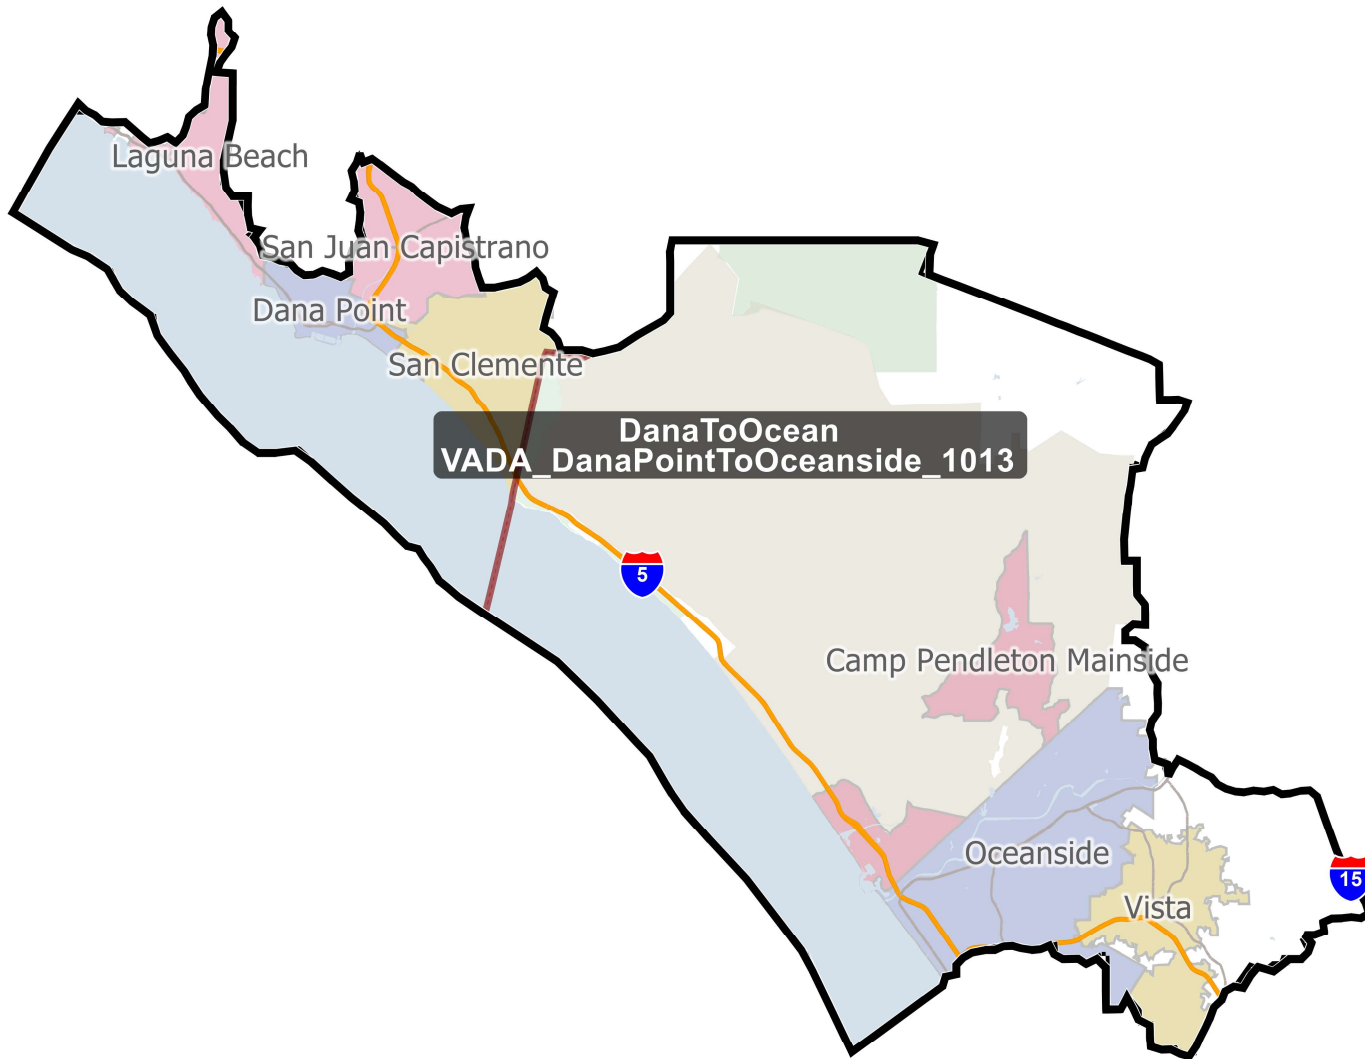 Laguna Beach
San Juan Capistrano
Dana Point
San Clemente
DanaToOcean
VADA_DanaPointToOceanside_1013
5
Camp Pendleton Mainside
Oceanside
15
Vista